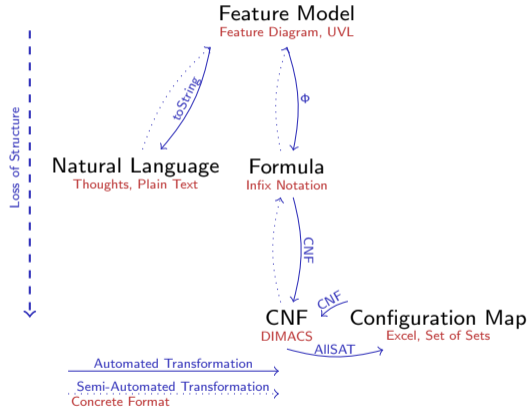 Feature Model
Feature Diagram, UVL
toString
Φ
Loss of Structure
Natural Language
Thoughts, Plain Text
Formula
Infix Notation
CNF
CNF
CNF
DIMACS
Configuration Map
Excel, Set of Sets
AllSAT
Automated Transformation
Semi-Automated Transformation
Concrete Format